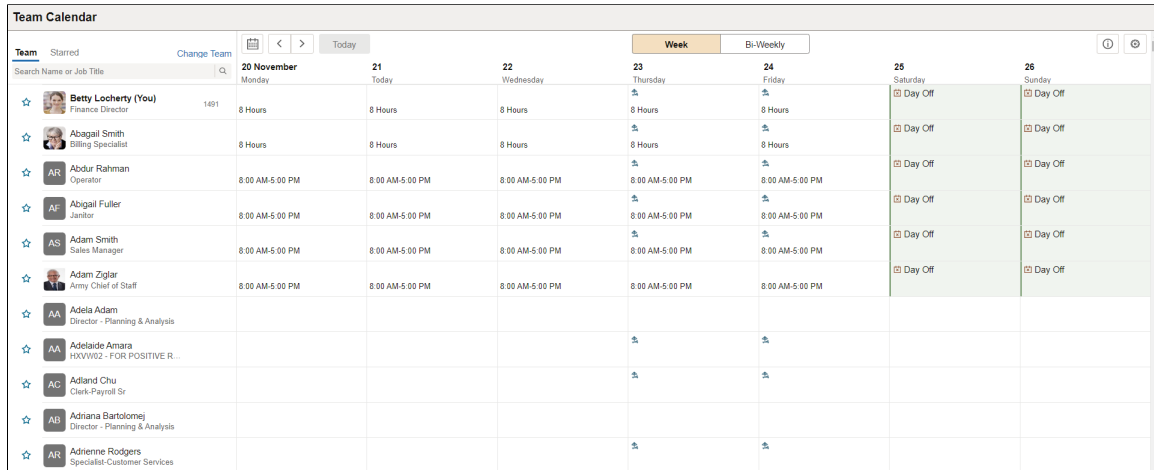 Team Calendar
Team Starred Change Team
Today
Week Bi-Weekly
Search Name or Job Title
20 November 21 22 23 24 25 26
Monday Today Wednesday Thursday Friday Saturday Sunday
Betty Locherty (You) 1491
Finance Director
Day Off Day Off
8 Hours 8 Hours 8 Hours 8 Hours 8 Hours
Abagail Smith
Billing Specialist
Day Off Day Off
8 Hours 8 Hours 8 Hours 8 Hours 8 Hours
AR Abdur Rahman
Operator
Day Off Day Off
8:00 AM-5:00 PM 8:00 AM-5:00 PM 8:00 AM-5:00 PM 8:00 AM-5:00 PM 8:00 AM-5:00 PM
AF Abigail Fuller
Janitor
Day Off Day Off
8:00 AM-5:00 PM 8:00 AM-5:00 PM 8:00 AM-5:00 PM 8:00 AM-5:00 PM 8:00 AM-5:00 PM
AS Adam Smith
Sales Manager
Day Off Day Off
8:00 AM-5:00 PM 8:00 AM-5:00 PM 8:00 AM-5:00 PM 8:00 AM-5:00 PM 8:00 AM-5:00 PM
Adam Ziglar
Army Chief of Staff
Day Off Day Off
8:00 AM-5:00 PM 8:00 AM-5:00 PM 8:00 AM-5:00 PM 8:00 AM-5:00 PM 8:00 AM-5:00 PM
AA Adela Adam
Director - Planning & Analysis
AA Adelaide Amara
HXVW02 - FOR POSITIVE R...
AC Adland Chu
Clerk-Payroll Sr
AB Adriana Bartolomej
Director - Planning & Analysis
AR Adrienne Rodgers
Specialist-Customer Services